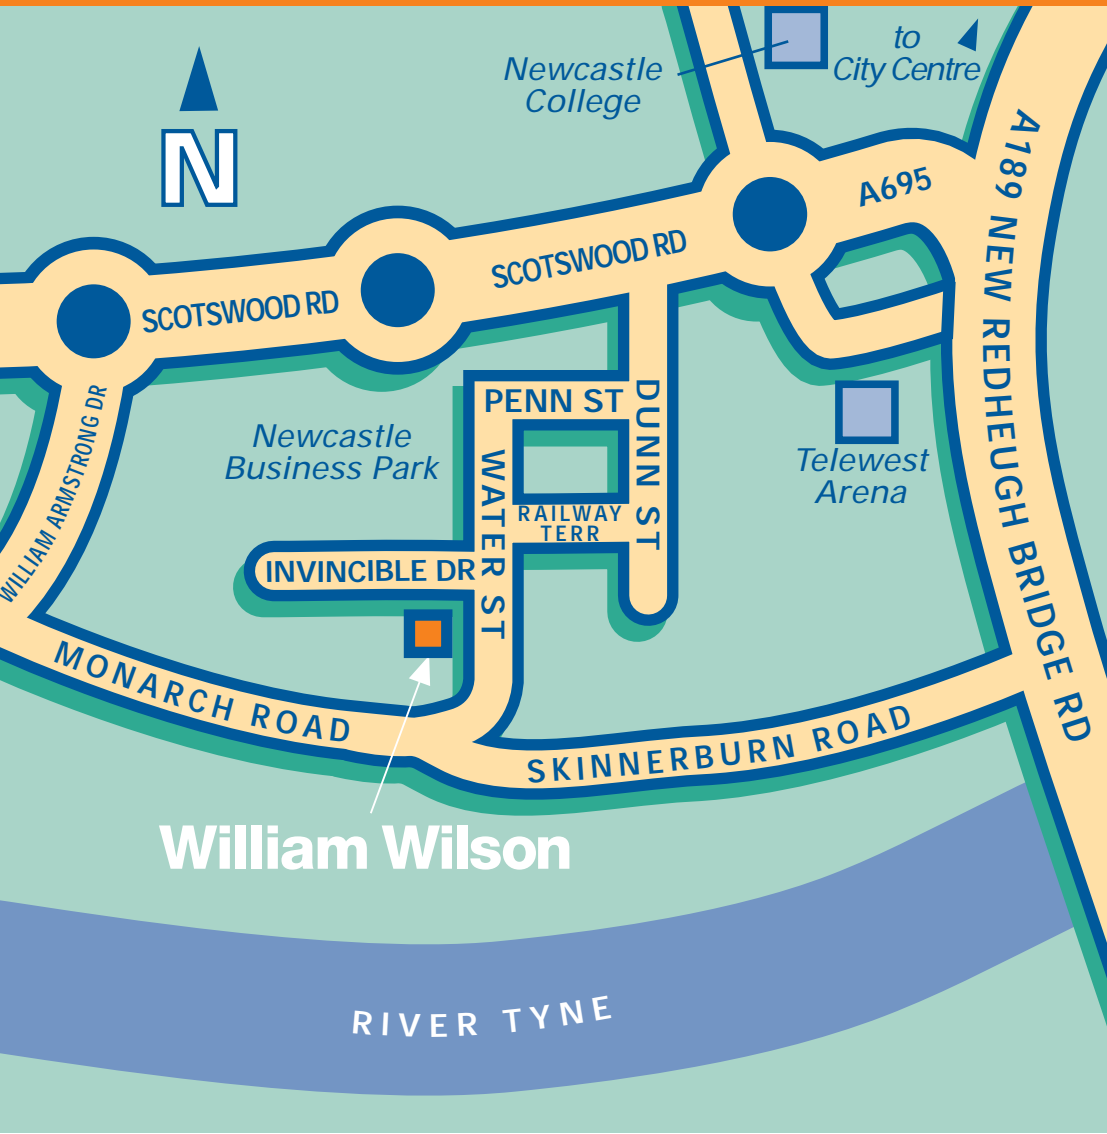 to
City Centre
Newcastle
College
A189 NEW REDHEUGH BRIDGE RD
N
A695
SCOTSWOOD RD
SCOTSWOOD RD
WILLIAM ARMSTRONG DR
PENN ST
DUNN ST
Newcastle
Business Park
WATER ST
Telewest
Arena
RAILWAY
TERR
INVINCIBLE DR
MONARCH ROAD
SKINNERBURN ROAD
William Wilson
RIVER TYNE